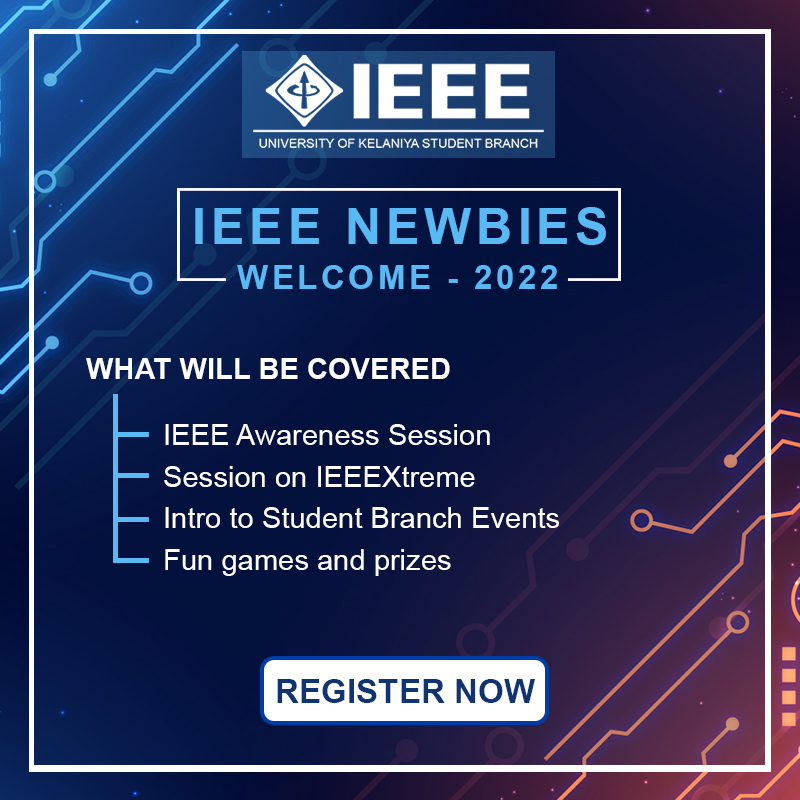 IEEE
UNIVERSITY OF KELANIYA STUDENT BRANCH
IEEE NEWBIES
WELCOME - 2022
WHAT WILL BE COVERED
IEEE Awareness Session
Session on IEEEXtreme
Intro to Student Branch Events
Fun games and prizes
REGISTER NOW